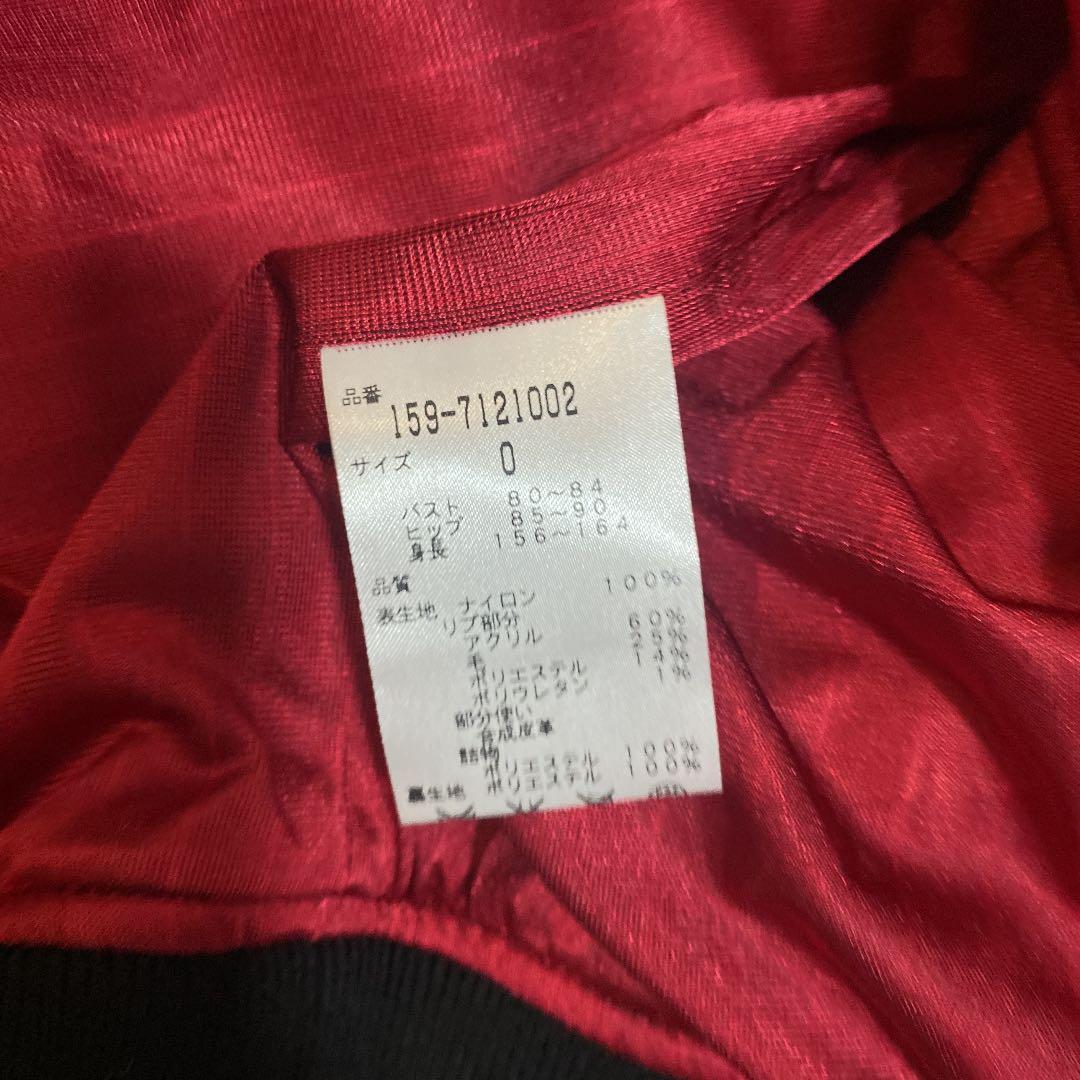 品番
159-7121002
サイズ 0
バスト 80~84
ヒップ 85~90
身長 156~164
品質
表生地 ナイロン 100%
リブ部分
アクリル 60%
毛 25%
ポリエステル 14%
ポリウレタン 1%
部分使い
合成皮革
詰物
ポリエステル 100%
裏生地 ポリエステル 100%